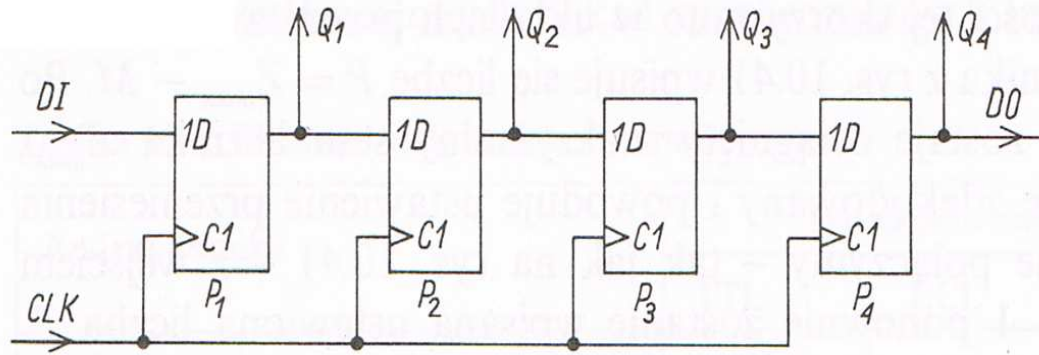 Q1 Q2 Q3 Q4
DI 1D 1D 1D 1D DO
C1 C1 C1 C1
P1 P2 P3 P4
CLK